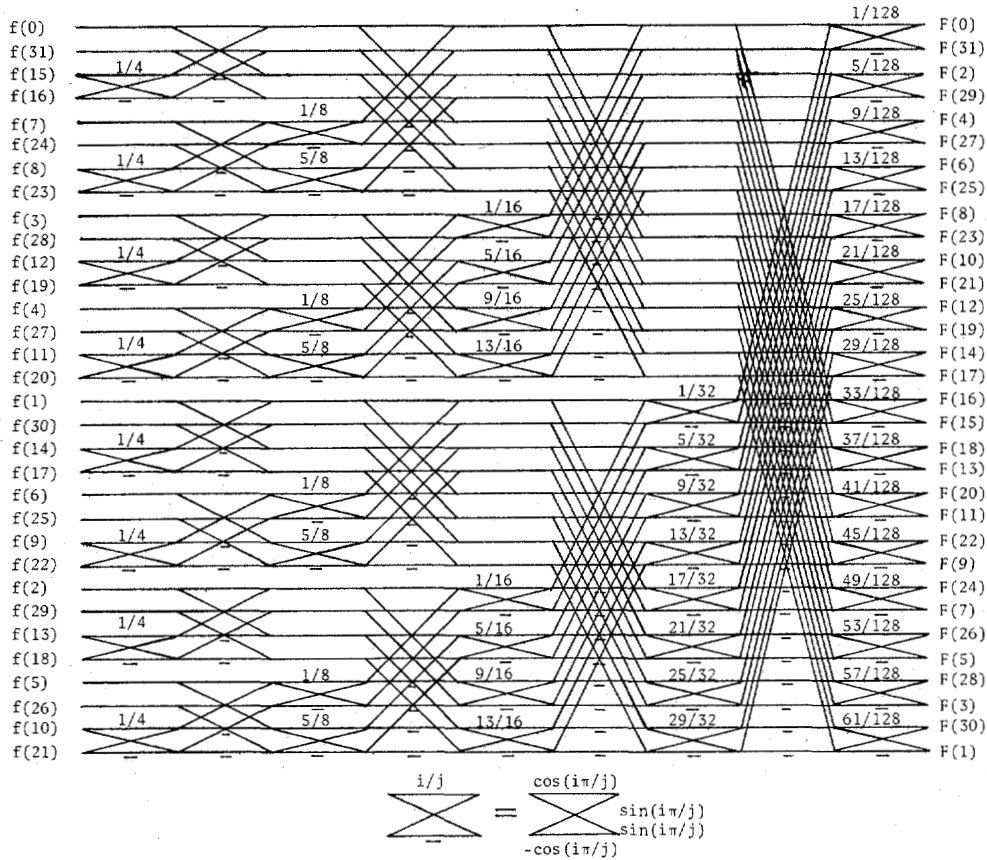 1/128
f(0) F(0)
f(31) F(31)
1/4 5/128
f(15) F(2)
f(16) F(29)
1/8 9/128
f(7) F(4)
f(24) F(27)
1/4 5/8 13/128
f(8) F(6)
f(23) F(25)
1/16 17/128
f(3) F(8)
f(28) F(23)
1/4 5/16 21/128
f(12) F(10)
f(19) F(21)
1/8 9/16 25/128
f(4) F(12)
f(27) F(19)
1/4 5/8 13/16 29/128
f(11) F(14)
f(20) F(17)
1/32 33/128
f(1) F(16)
f(30) F(15)
1/4 5/32 37/128
f(14) F(18)
f(17) F(13)
1/8 9/32 41/128
f(6) F(20)
f(25) F(11)
1/4 5/8 13/32 45/128
f(9) F(22)
f(22) F(9)
1/16 17/32 49/128
f(2) F(24)
f(29) F(7)
1/4 5/16 21/32 53/128
f(13) F(26)
f(18) F(5)
1/8 9/16 25/32 57/128
f(5) F(28)
f(26) F(3)
1/4 5/8 13/16 29/32 61/128
f(10) F(30)
f(21) F(1)
i/j cos(iπ/j)
= sin(iπ/j)
sin(iπ/j)
-cos(iπ/j)